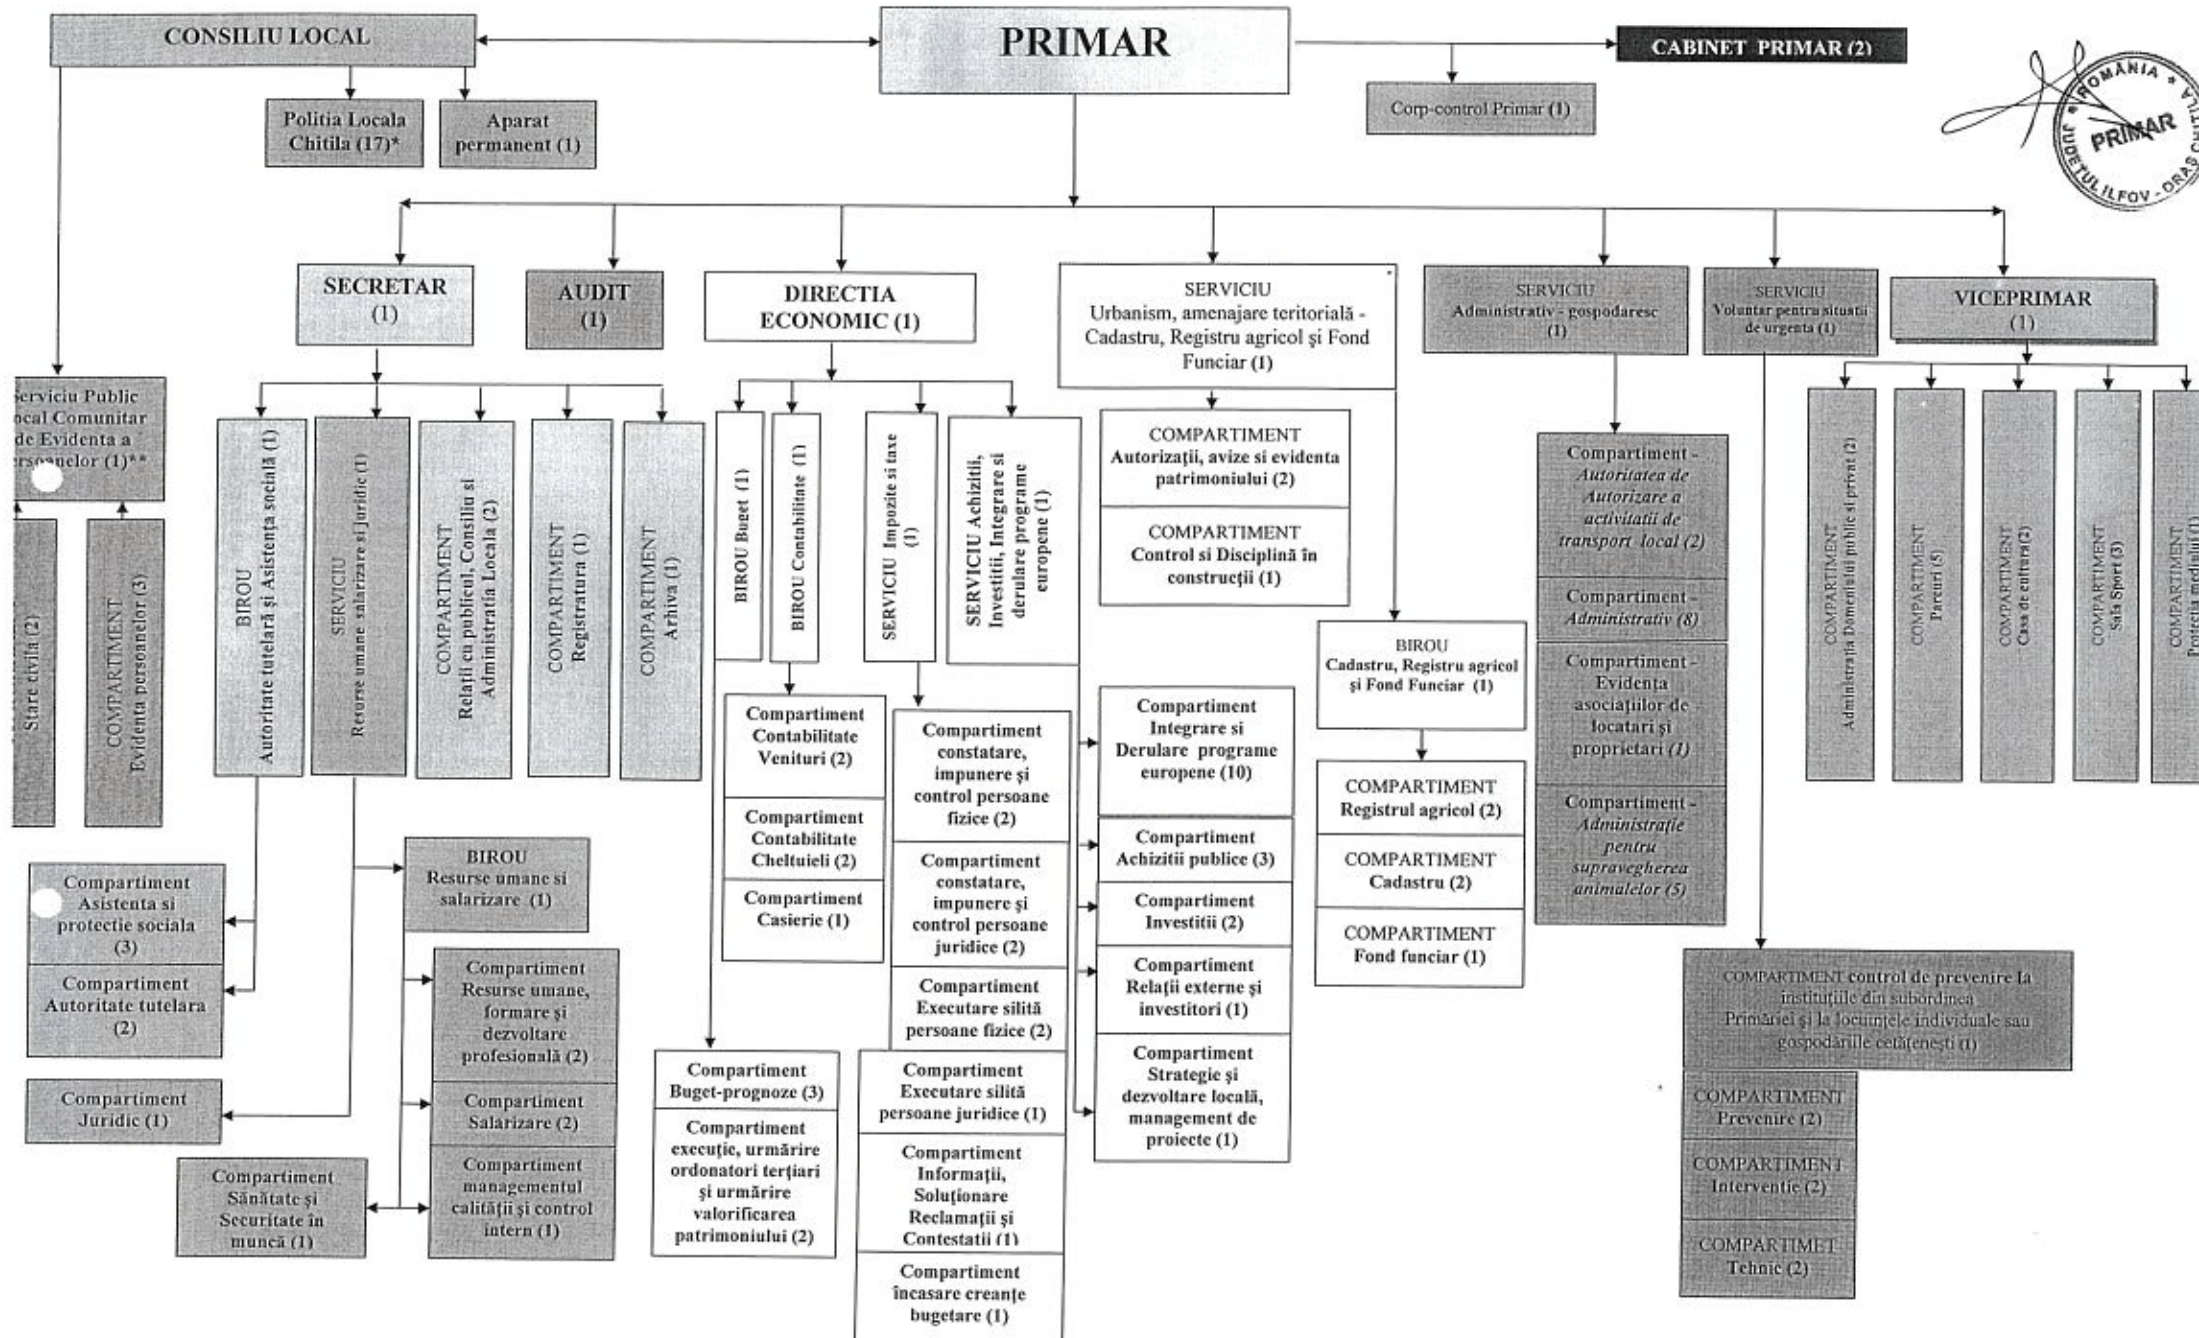 CONSILIU LOCAL
PRIMAR
CABINET PRIMAR (2)
Corp-control Primar (1)
Politia Locala
Chitila (17)*
Aparat
permanent (1)
ROMÂNIA
PRIMAR
JUDEŢUL ILFOV - ORAŞ CHITILA
SECRETAR
(1)
AUDIT
(1)
DIRECTIA
ECONOMIC (1)
SERVICIU
Urbanism, amenajare teritorială -
Cadastru, Registru agricol şi Fond
Funciar (1)
SERVICIU
Administrativ - gospodaresc
(1)
SERVICIU
Voluntar pentru situatii
de urgenta (1)
VICEPRIMAR
(1)
Serviciu Public
ocal Comunitar
de Evidenta a
ersoanelor (1)**
Stare civila (2)
COMPARTIMENT
Evidenta persoanelor (3)
BIROU
Autoritate tutelară şi Asistenţa socială (1)
SERVICIU
Resurse umane salarizare si juridic (1)
COMPARTIMENT
Relaţii cu publicul, Consiliu si
Administratia Locala (2)
COMPARTIMENT
Registratura (1)
COMPARTIMENT
Arhiva (1)
BIROU Buget (1)
BIROU Contabilitate (1)
SERVICIU Impozite si taxe
(1)
SERVICIU Achizitii,
Investitii, Integrare si
derulare programe
europene (1)
COMPARTIMENT
Autorizaţii, avize si evidenta
patrimoniului (2)
COMPARTIMENT
Control si Disciplină în
construcţii (1)
BIROU
Cadastru, Registru agricol
şi Fond Funciar (1)
COMPARTIMENT
Registrul agricol (2)
COMPARTIMENT
Cadastru (2)
COMPARTIMENT
Fond funciar (1)
Compartiment -
Autoritatea de
Autorizare a
activitatii de
transport local (2)
Compartiment -
Administrativ (8)
Compartiment -
Evidenţa
asociaţiilor de
locatari şi
proprietari (1)
Compartiment -
Administraţie
pentru
supravegherea
animalelor (5)
COMPARTIMENT
Administraţia Domeniului public si privat (2)
COMPARTIMENT
Parcuri (5)
COMPARTIMENT
Casa de cultura(2)
COMPARTIMENT
Sala Sport (3)
COMPARTIMENT
Protectia mediului (1)
Compartiment
Asistenta si
protectie sociala
(3)
Compartiment
Autoritate tutelara
(2)
Compartiment
Juridic (1)
Compartiment
Sănătate şi
Securitate în
muncă (1)
BIROU
Resurse umane si
salarizare (1)
Compartiment
Resurse umane,
formare şi
dezvoltare
profesională (2)
Compartiment
Salarizare (2)
Compartiment
managementul
calităţii şi control
intern (1)
Compartiment
Contabilitate
Venituri (2)
Compartiment
Contabilitate
Cheltuieli (2)
Compartiment
Casierie (1)
Compartiment
Buget-prognoze (3)
Compartiment
execuţie, urmărire
ordonatori terţiari
şi urmărire
valorificarea
patrimoniului (2)
Compartiment
constatare,
impunere şi
control persoane
fizice (2)
Compartiment
constatare,
impunere şi
control persoane
juridice (2)
Compartiment
Executare silită
persoane fizice (2)
Compartiment
Executare silită
persoane juridice (1)
Compartiment
Informaţii,
Soluţionare
Reclamaţii şi
Contestatii (1)
Compartiment
încasare creanţe
bugetare (1)
Compartiment
Integrare si
Derulare programe
europene (10)
Compartiment
Achizitii publice (3)
Compartiment
Investitii (2)
Compartiment
Relaţii externe şi
investitori (1)
Compartiment
Strategie şi
dezvoltare locală,
management de
proiecte (1)
COMPARTIMENT control de prevenire la
instituţiile din subordinea
Primăriei şi la locuinţele individuale sau
gospodăriile cetăţeneşti (1)
COMPARTIMENT
Prevenire (2)
COMPARTIMENT
Interventie (2)
COMPARTIMET
Tehnic (2)